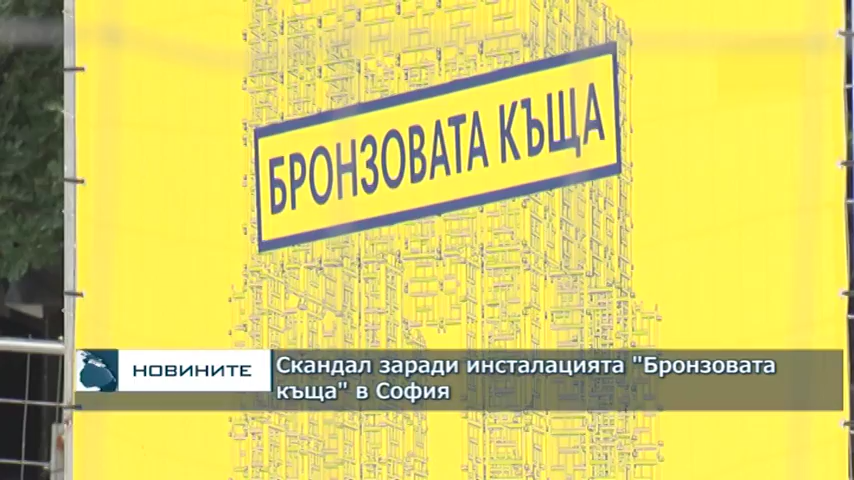 БРОНЗОВАТА КЪЩА
НОВИНИТЕ
Скандал заради инсталацията "Бронзовата
къща" в София